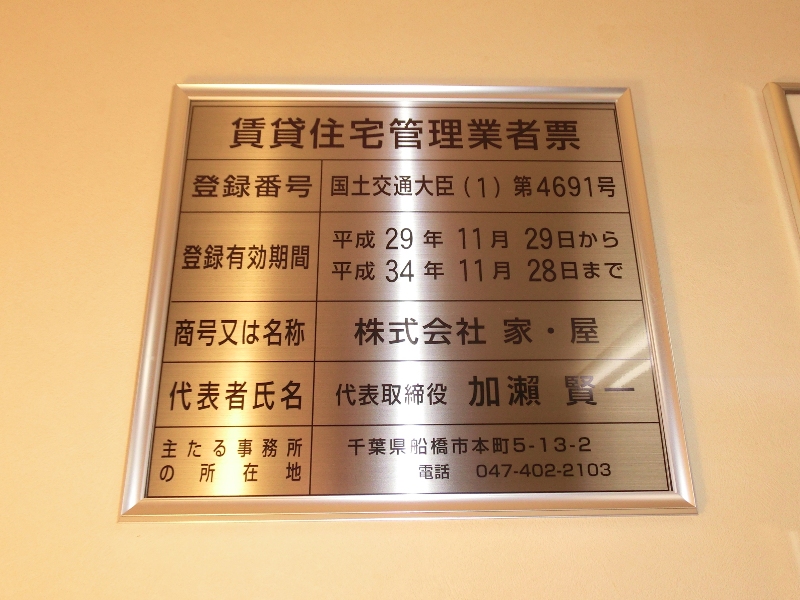 賃貸住宅管理業者票
登録番号 国土交通大臣(1)第4691号
登録有効期間 平成 29 年 11 月 29 日から
平成 34 年 11 月 28 日まで
商号又は名称 株式会社 家・屋
代表者氏名 代表取締役 加瀬 賢一
主たる事務所 千葉県船橋市本町5-13-2
の所在地 電話 047-402-2103